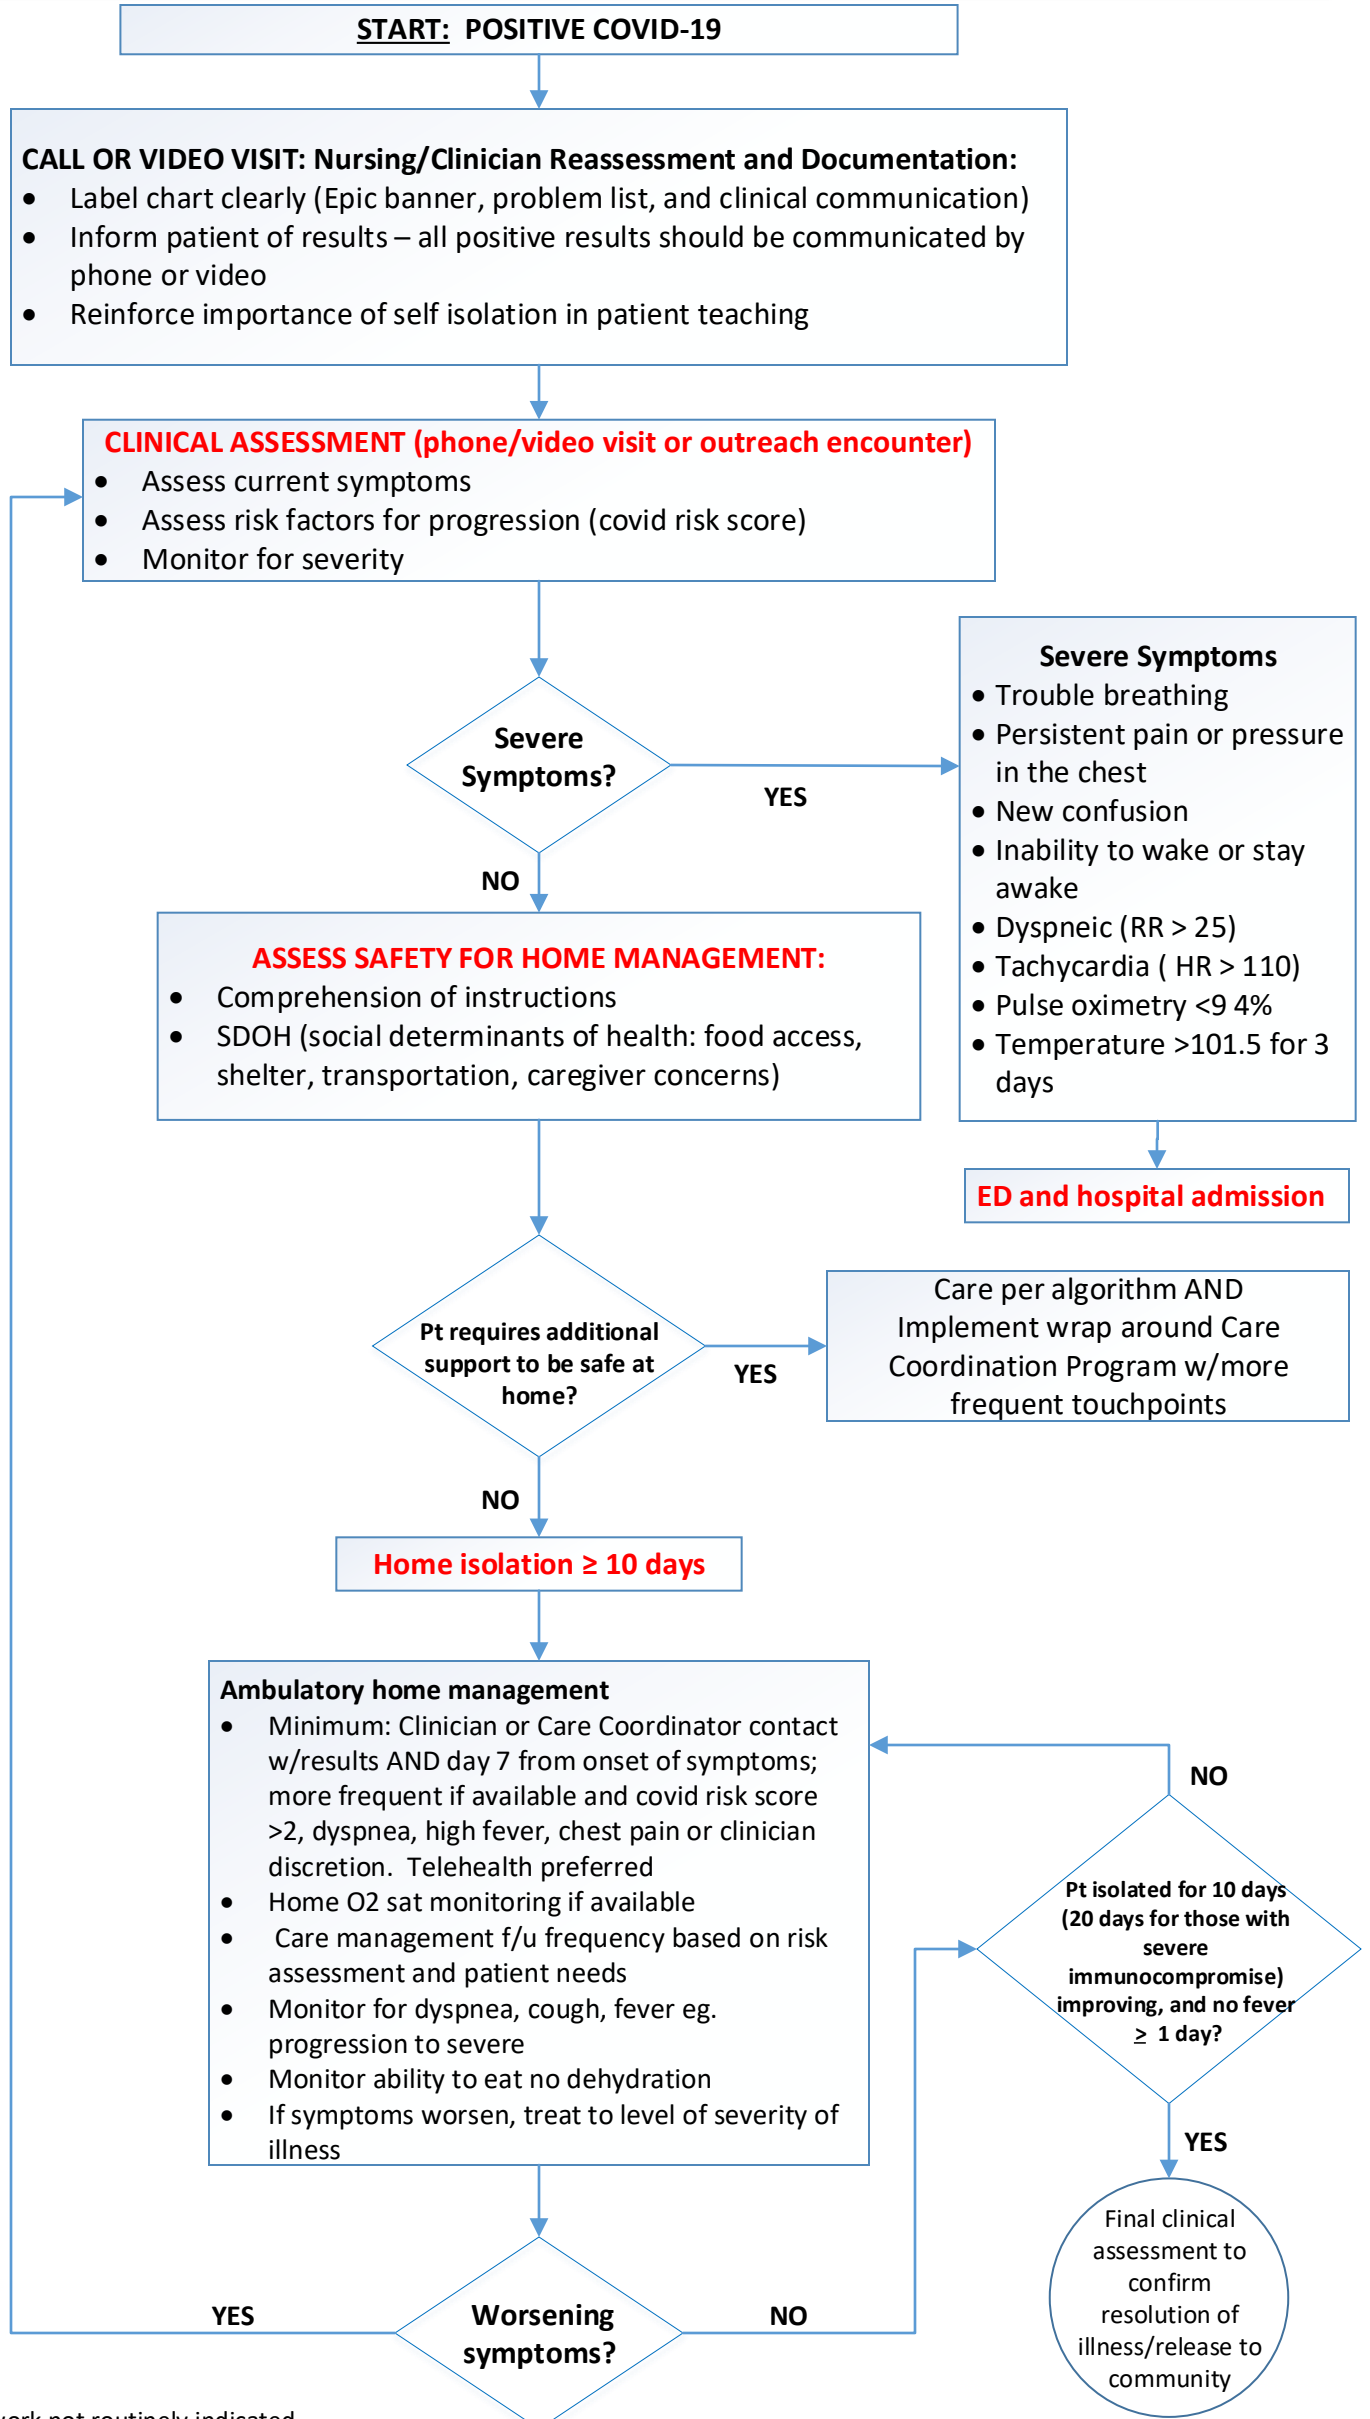 START: POSITIVE COVID-19
CALL OR VIDEO VISIT: Nursing/Clinician Reassessment and Documentation:
• Label chart clearly (Epic banner, problem list, and clinical communication)
• Inform patient of results – all positive results should be communicated by
phone or video
• Reinforce importance of self isolation in patient teaching
CLINICAL ASSESSMENT (phone/video visit or outreach encounter)
• Assess current symptoms
• Assess risk factors for progression (covid risk score)
• Monitor for severity
Severe
Symptoms?
YES
Severe Symptoms
• Trouble breathing
• Persistent pain or pressure
in the chest
• New confusion
• Inability to wake or stay
awake
• Dyspneic (RR > 25)
• Tachycardia ( HR > 110)
• Pulse oximetry <9 4%
• Temperature >101.5 for 3
days
ED and hospital admission
NO
ASSESS SAFETY FOR HOME MANAGEMENT:
• Comprehension of instructions
• SDOH (social determinants of health: food access,
shelter, transportation, caregiver concerns)
Pt requires additional
support to be safe at
home?
YES
Care per algorithm AND
Implement wrap around Care
Coordination Program w/more
frequent touchpoints
NO
Home isolation ≥ 10 days
Ambulatory home management
• Minimum: Clinician or Care Coordinator contact
w/results AND day 7 from onset of symptoms;
more frequent if available and covid risk score
>2, dyspnea, high fever, chest pain or clinician
discretion. Telehealth preferred
• Home O2 sat monitoring if available
• Care management f/u frequency based on risk
assessment and patient needs
• Monitor for dyspnea, cough, fever eg.
progression to severe
• Monitor ability to eat no dehydration
• If symptoms worsen, treat to level of severity of
illness
Worsening
symptoms?
YES
NO
Pt isolated for 10 days
(20 days for those with
severe
immunocompromise)
improving, and no fever
≥ 1 day?
NO
YES
Final clinical
assessment to
confirm
resolution of
illness/release to
community
not routinely indicated